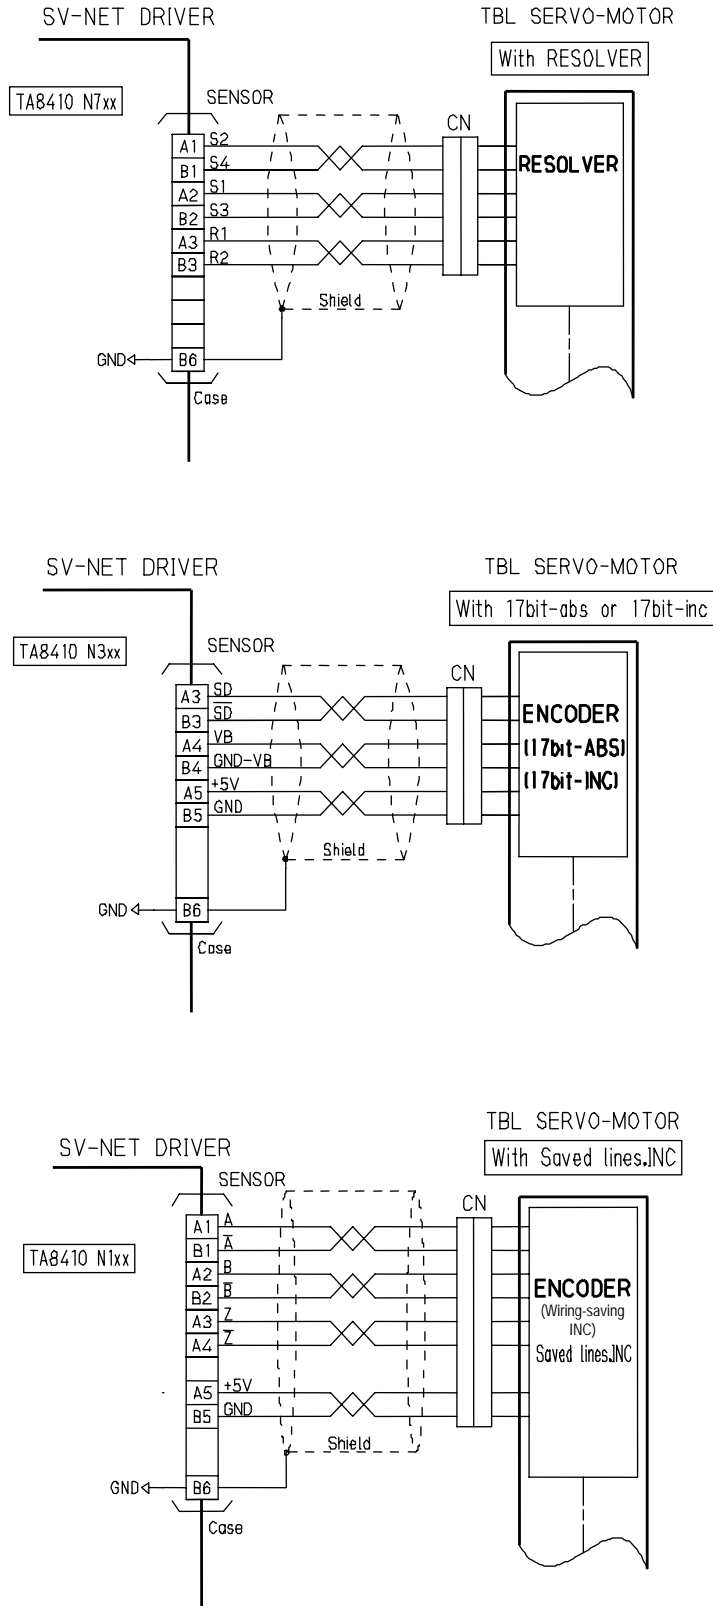 SV-NET DRIVER
TBL SERVO-MOTOR
With RESOLVER
TA8410 N7xx
SENSOR
CN
A1 S2
B1 S4
A2 S1
B2 S3
A3 R1
B3 R2
RESOLVER
Shield
GND B6
Case
SV-NET DRIVER
TBL SERVO-MOTOR
With 17bit-abs or 17bit-inc
TA8410 N3xx
SENSOR
CN
A3 SD
B3 S̅D̅
A4 VB
B4 GND-VB
A5 +5V
B5 GND
ENCODER
(17bit-ABS)
(17bit-INC)
Shield
GND B6
Case
TBL SERVO-MOTOR
SV-NET DRIVER
With Saved lines.INC
SENSOR
CN
TA8410 N1xx
A1 A
B1 A̅
A2 B
B2 B̅
A3 Z
A4 Z̅
A5 +5V
B5 GND
ENCODER
(Wiring-saving
INC)
Saved lines.INC
Shield
GND B6
Case